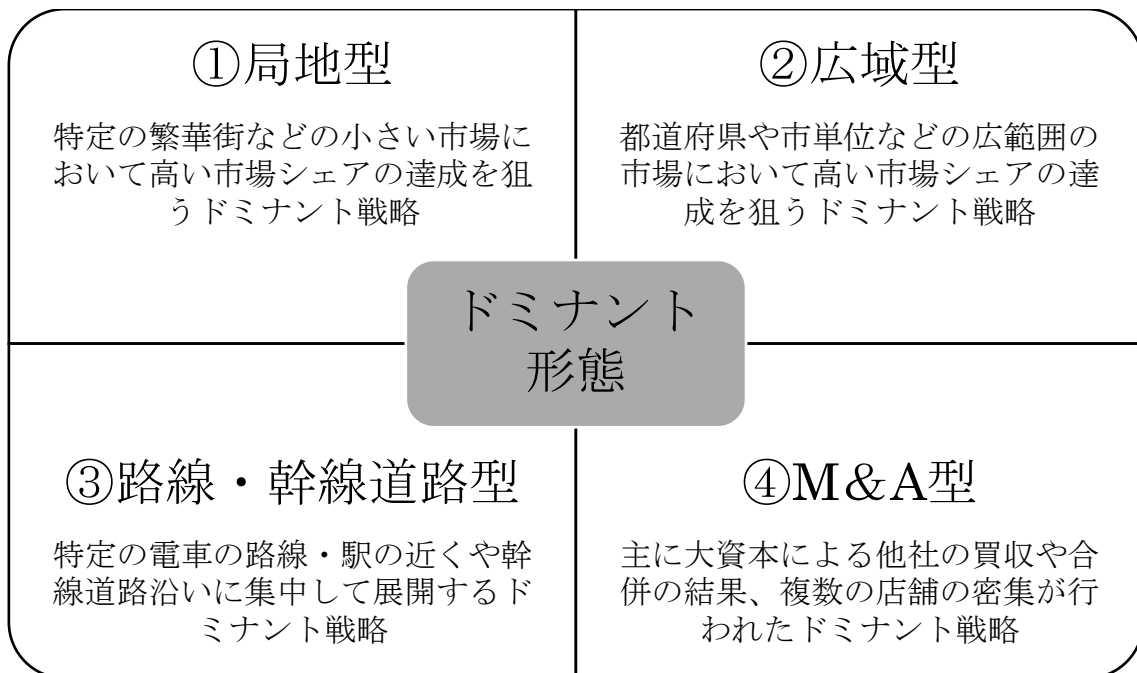 ①局地型
特定の繁華街などの小さい市場に
おいて高い市場シェアの達成を狙
うドミナント戦略
②広域型
都道府県や市単位などの広範囲の
市場において高い市場シェアの達
成を狙うドミナント戦略
ドミナント
形態
③路線・幹線道路型
特定の電車の路線・駅の近くや幹
線道路沿いに集中して展開するド
ミナント戦略
④M&A型
主に大資本による他社の買収や合
併の結果、複数の店舗の密集が行
われたドミナント戦略